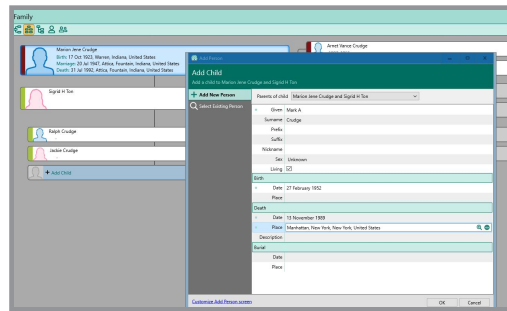 Family
Marion Jene Crudge
Birth: 17 Oct 1923, Warren, Indiana, United States
Marriage: 20 Jul 1947, Attica, Fountain, Indiana, United States
Death: 31 Jul 1992, Attica, Fountain, Indiana, United States
Arnet Vance Crudge
Sigrid H Ton
Ralph Crudge
Jackie Crudge
+ Add Child
Add Person
Add Child
Add a child to Marion Jene Crudge and Sigrid H Ton
Add New Person
Select Existing Person
Parents of child Marion Jene Crudge and Sigrid H Ton
Given Mark A
Surname Crudge
Prefix
Suffix
Nickname
Sex Unknown
Living
Birth
Date 27 February 1952
Place
Death
Date 13 November 1989
Place Manhattan, New York, New York, United States
Description
Burial
Date
Place
Customize Add Person screen
OK Cancel